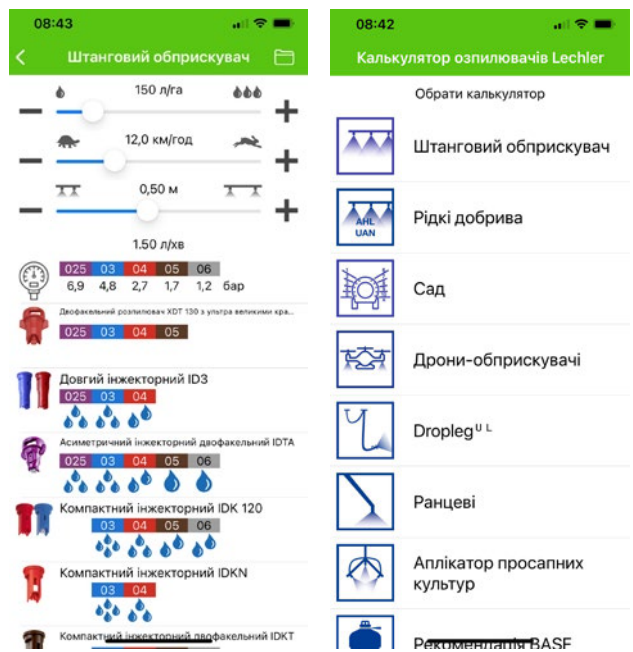 08:43
Штанговий обприскувач
150 л/га
12,0 км/год
0,50 м
1.50 л/хв
025 03 04 05 06
6,9 4,8 2,7 1,7 1,2 бар
Двофакельний розпилювач XDT 130 з ультра великими кра...
025 03 04 05
Довгий інжекторний ID3
025 03 04
Асиметричний інжекторний двофакельний IDTA
025 03 04 05 06
Компактний інжекторний IDK 120
03 04 05 06
Компактний інжекторний IDKN
03 04
Компактний інжекторний двофакельний IDKT
08:42
Калькулятор озпилювачів Lechler
Обрати калькулятор
Штанговий обприскувач
AHL
UAN
Рідкі добрива
Сад
Дрони-обприскувачі
Dropleg ᵁ ᴸ
Ранцеві
Аплікатор просапних
культур
Рекомендація BASF